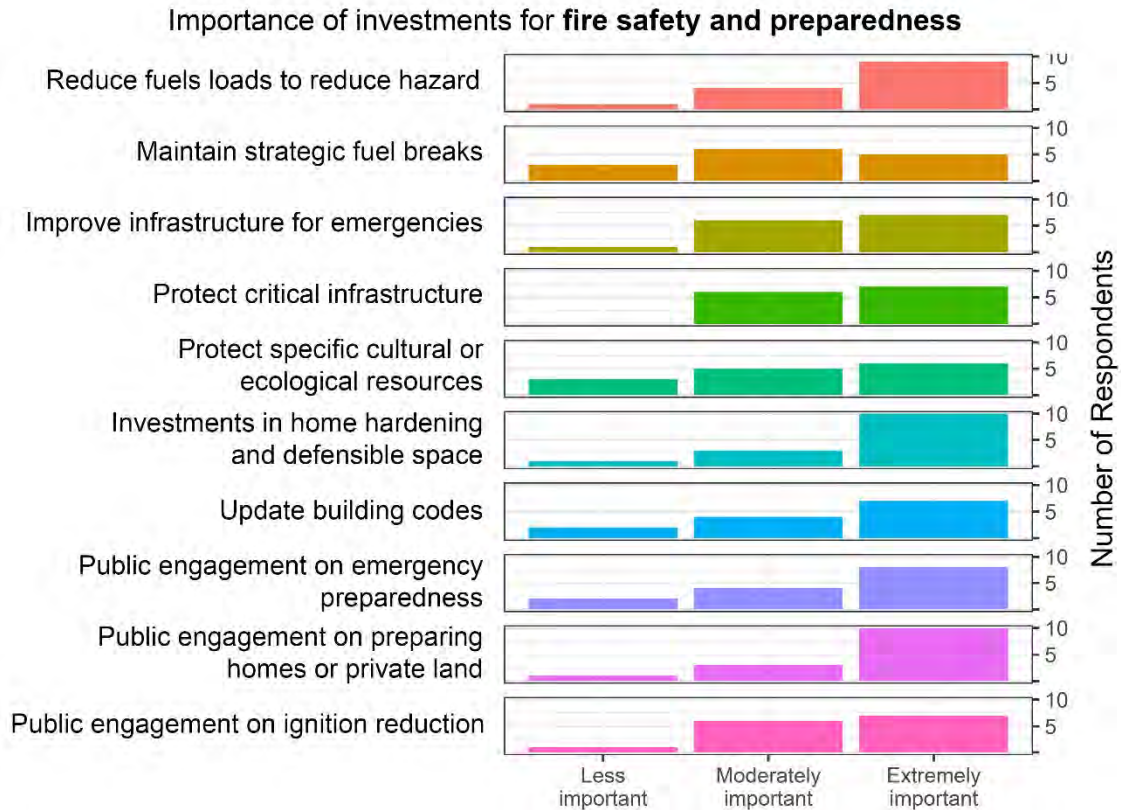 Importance of investments for fire safety and preparedness
Reduce fuels loads to reduce hazard
10
5
Maintain strategic fuel breaks
10
5
Improve infrastructure for emergencies
10
5
Protect critical infrastructure
10
5
Protect specific cultural or
ecological resources
10
5
Investments in home hardening
and defensible space
10
5
Update building codes
10
5
Public engagement on emergency
preparedness
10
5
Public engagement on preparing
homes or private land
10
5
Public engagement on ignition reduction
10
5
Number of Respondents
Less
important
Moderately
important
Extremely
important